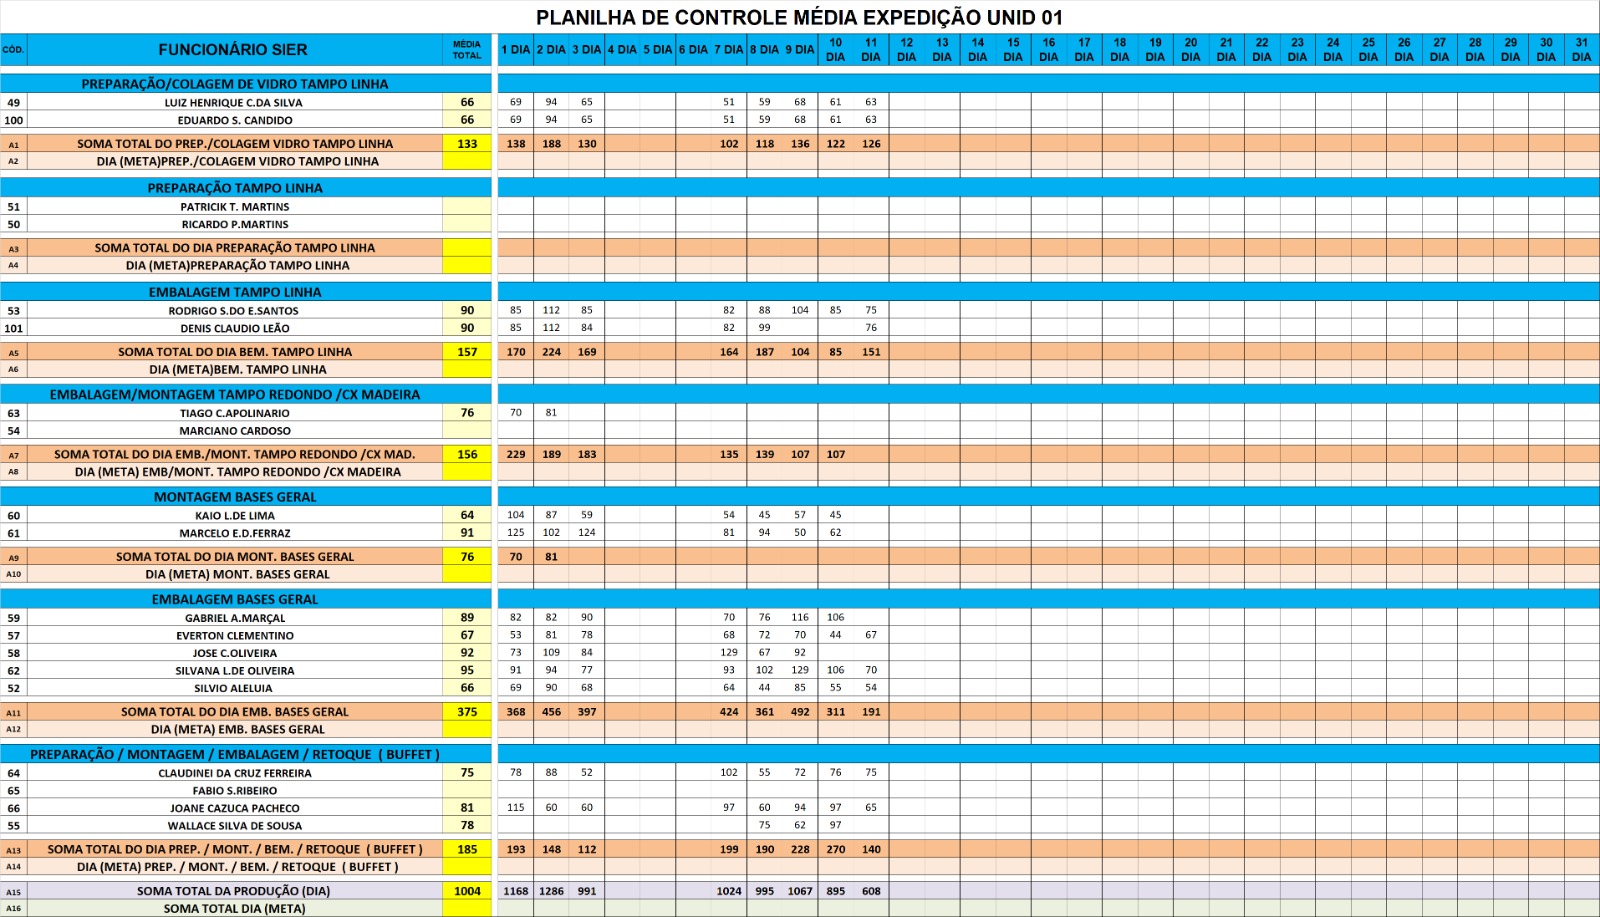 PLANILHA DE CONTROLE MÉDIA EXPEDIÇÃO UNID 01
CÓD. FUNCIONÁRIO SIER MÉDIA TOTAL 1 DIA 2 DIA 3 DIA 4 DIA 5 DIA 6 DIA 7 DIA 8 DIA 9 DIA 10 DIA 11 DIA 12 DIA 13 DIA 14 DIA 15 DIA 16 DIA 17 DIA 18 DIA 19 DIA 20 DIA 21 DIA 22 DIA 23 DIA 24 DIA 25 DIA 26 DIA 27 DIA 28 DIA 29 DIA 30 DIA 31 DIA
PREPARAÇÃO/COLAGEM DE VIDRO TAMPO LINHA
49 LUIZ HENRIQUE C.DA SILVA 66 69 94 65 51 59 68 61 63
100 EDUARDO S. CANDIDO 66 69 94 65 51 59 68 61 63
A1 SOMA TOTAL DO PREP./COLAGEM VIDRO TAMPO LINHA 133 138 188 130 102 118 136 122 126
A2 DIA (META)PREP./COLAGEM VIDRO TAMPO LINHA
PREPARAÇÃO TAMPO LINHA
51 PATRICIK T. MARTINS
50 RICARDO P.MARTINS
A3 SOMA TOTAL DO DIA PREPARAÇÃO TAMPO LINHA
A4 DIA (META)PREPARAÇÃO TAMPO LINHA
EMBALAGEM TAMPO LINHA
53 RODRIGO S.DO E.SANTOS 90 85 112 85 82 88 104 85 75
101 DENIS CLAUDIO LEÃO 90 85 112 84 82 99 76
A5 SOMA TOTAL DO DIA BEM. TAMPO LINHA 157 170 224 169 164 187 104 85 151
A6 DIA (META)BEM. TAMPO LINHA
EMBALAGEM/MONTAGEM TAMPO REDONDO /CX MADEIRA
63 TIAGO C.APOLINARIO 76 70 81
54 MARCIANO CARDOSO
A7 SOMA TOTAL DO DIA EMB./MONT. TAMPO REDONDO /CX MAD. 156 229 189 183 135 139 107 107
A8 DIA (META) EMB/MONT. TAMPO REDONDO /CX MADEIRA
MONTAGEM BASES GERAL
60 KAIO L.DE LIMA 64 104 87 59 54 45 57 45
61 MARCELO E.D.FERRAZ 91 125 102 124 81 94 50 62
A9 SOMA TOTAL DO DIA MONT. BASES GERAL 76 70 81
A10 DIA (META) MONT. BASES GERAL
EMBALAGEM BASES GERAL
59 GABRIEL A.MARÇAL 89 82 82 90 70 76 116 106
57 EVERTON CLEMENTINO 67 53 81 78 68 72 70 44 67
58 JOSE C.OLIVEIRA 92 73 109 84 129 67 92
62 SILVANA L.DE OLIVEIRA 95 91 94 77 93 102 129 106 70
52 SILVIO ALELUIA 66 69 90 68 64 44 85 55 54
A11 SOMA TOTAL DO DIA EMB. BASES GERAL 375 368 456 397 424 361 492 311 191
A12 DIA (META) EMB. BASES GERAL
PREPARAÇÃO / MONTAGEM / EMBALAGEM / RETOQUE ( BUFFET )
64 CLAUDINEI DA CRUZ FERREIRA 75 78 88 52 102 55 72 76 75
65 FABIO S.RIBEIRO
66 JOANE CAZUCA PACHECO 81 115 60 60 97 60 94 97 65
55 WALLACE SILVA DE SOUSA 78 75 62 97
A13 SOMA TOTAL DO DIA PREP. / MONT. / BEM. / RETOQUE ( BUFFET ) 185 193 148 112 199 190 228 270 140
A14 DIA (META) PREP. / MONT. / BEM. / RETOQUE ( BUFFET )
A15 SOMA TOTAL DA PRODUÇÃO (DIA) 1004 1168 1286 991 1024 995 1067 895 608
A16 SOMA TOTAL DIA (META)